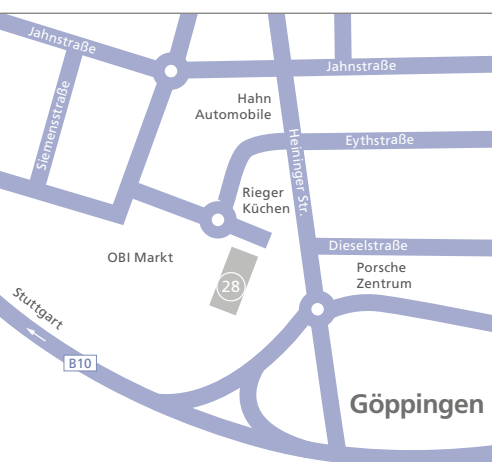 Jahnstraße
Jahnstraße
Siemensstraße
Hahn
Automobile
Eythstraße
Heininger Str.
Rieger
Küchen
Dieselstraße
OBI Markt
Porsche
Zentrum
28
Stuttgart
B10
Göppingen